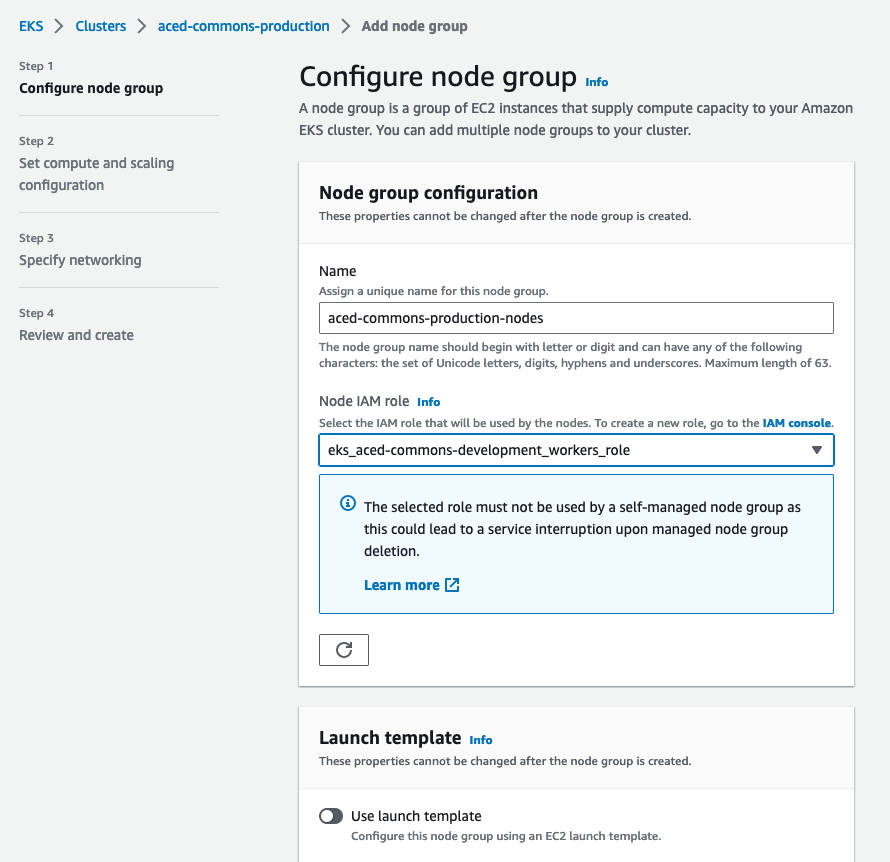 EKS > Clusters > aced-commons-production > Add node group
Step 1
Configure node group
Step 2
Set compute and scaling
configuration
Step 3
Specify networking
Step 4
Review and create
Configure node group Info
A node group is a group of EC2 instances that supply compute capacity to your Amazon
EKS cluster. You can add multiple node groups to your cluster.
Node group configuration
These properties cannot be changed after the node group is created.
Name
Assign a unique name for this node group.
aced-commons-production-nodes
The node group name should begin with letter or digit and can have any of the following
characters: the set of Unicode letters, digits, hyphens and underscores. Maximum length of 63.
Node IAM role Info
Select the IAM role that will be used by the nodes. To create a new role, go to the IAM console.
eks_aced-commons-development_workers_role
The selected role must not be used by a self-managed node group as
this could lead to a service interruption upon managed node group
deletion.
Learn more
Launch template Info
These properties cannot be changed after the node group is created.
Use launch template
Configure this node group using an EC2 launch template.